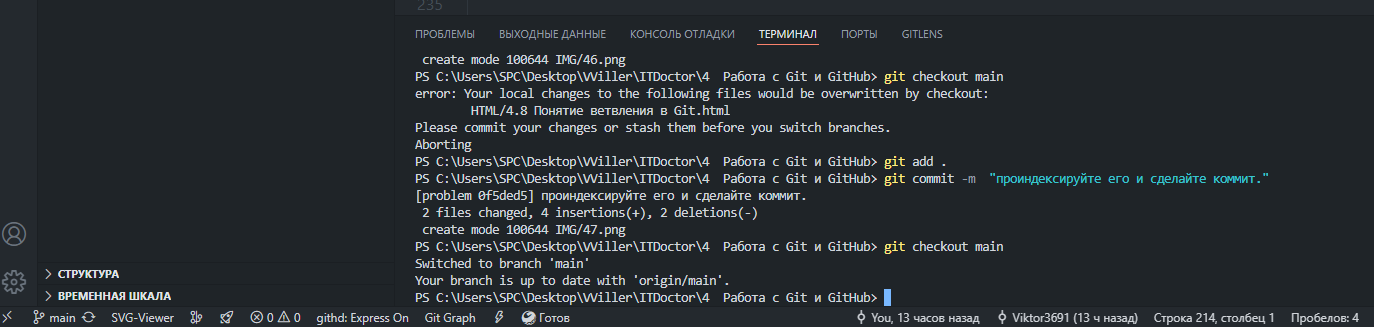 235
ПРОБЛЕМЫ ВЫХОДНЫЕ ДАННЫЕ КОНСОЛЬ ОТЛАДКИ ТЕРМИНАЛ ПОРТЫ GITLENS
create mode 100644 IMG/46.png
PS C:\Users\SPC\Desktop\VViller\ITDoctor\4  Работа с Git и GitHub> git checkout main
error: Your local changes to the following files would be overwritten by checkout:
HTML/4.8 Понятие ветвления в Git.html
Please commit your changes or stash them before you switch branches.
Aborting
PS C:\Users\SPC\Desktop\VViller\ITDoctor\4  Работа с Git и GitHub> git add .
PS C:\Users\SPC\Desktop\VViller\ITDoctor\4  Работа с Git и GitHub> git commit -m  "проиндексируйте его и сделайте коммит."
[problem 0f5ded5] проиндексируйте его и сделайте коммит.
2 files changed, 4 insertions(+), 2 deletions(-)
create mode 100644 IMG/47.png
PS C:\Users\SPC\Desktop\VViller\ITDoctor\4  Работа с Git и GitHub> git checkout main
Switched to branch 'main'
Your branch is up to date with 'origin/main'.
PS C:\Users\SPC\Desktop\VViller\ITDoctor\4  Работа с Git и GitHub>
СТРУКТУРА
ВРЕМЕННАЯ ШКАЛА
main SVG-Viewer 0 0 githd: Express On Git Graph Готов You, 13 часов назад Viktor3691 (13 ч назад) Строка 214, столбец 1 Пробелов: 4